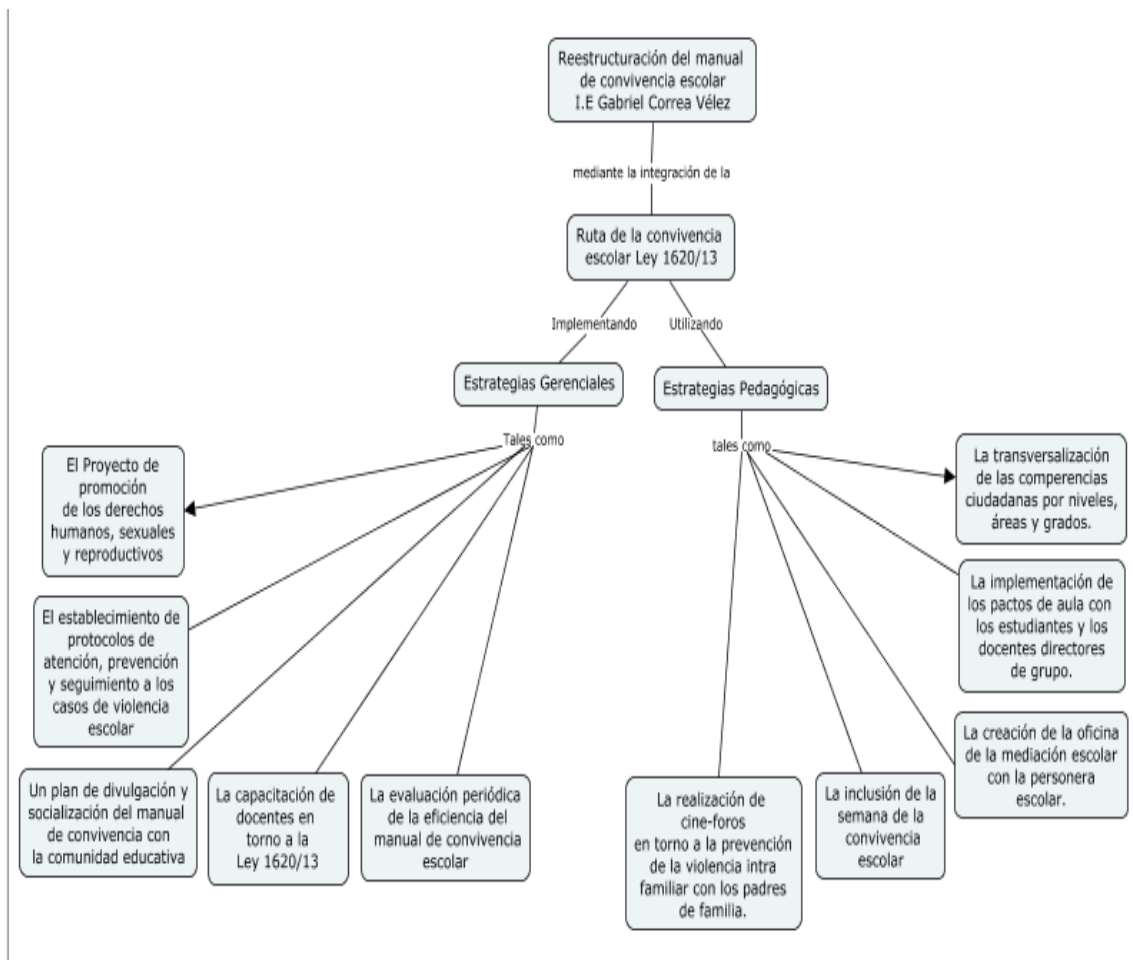 Reestructuración del manual
de convivencia escolar
I.E Gabriel Correa Vélez
mediante la integración de la
Ruta de la convivencia
escolar Ley 1620/13
Implementando
Utilizando
Estrategias Gerenciales
Estrategias Pedagógicas
Tales como
tales como
El Proyecto de
promoción
de los derechos
humanos, sexuales
y reproductivos
El establecimiento de
protocolos de
atención, prevención
y seguimiento a los
casos de violencia
escolar
Un plan de divulgación y
socialización del manual
de convivencia con
la comunidad educativa
La capacitación de
docentes en
torno a la
Ley 1620/13
La evaluación periódica
de la eficiencia del
manual de convivencia
escolar
La transversalización
de las comperencias
ciudadanas por niveles,
áreas y grados.
La implementación de
los pactos de aula con
los estudiantes y los
docentes directores
de grupo.
La creación de la oficina
de la mediación escolar
con la personera
escolar.
La inclusión de la
semana de la
convivencia
escolar
La realización de
cine-foros
en torno a la prevención
de la violencia intra
familiar con los padres
de familia.